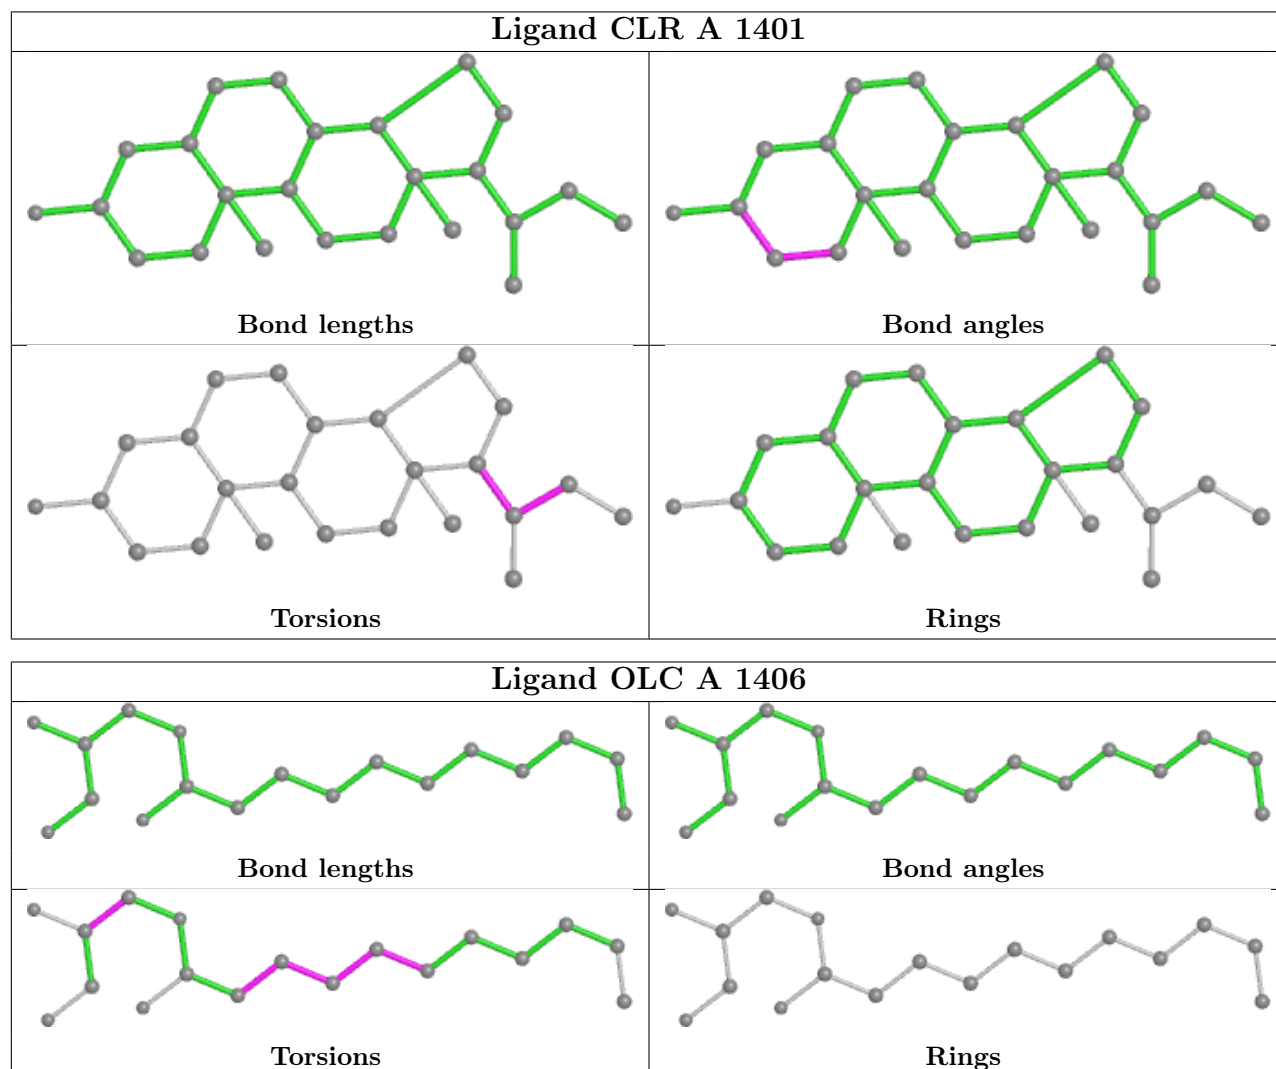 Ligand CLR A 1401
Bond lengths
Bond angles
Torsions
Rings
Ligand OLC A 1406
Bond lengths
Bond angles
Torsions
Rings